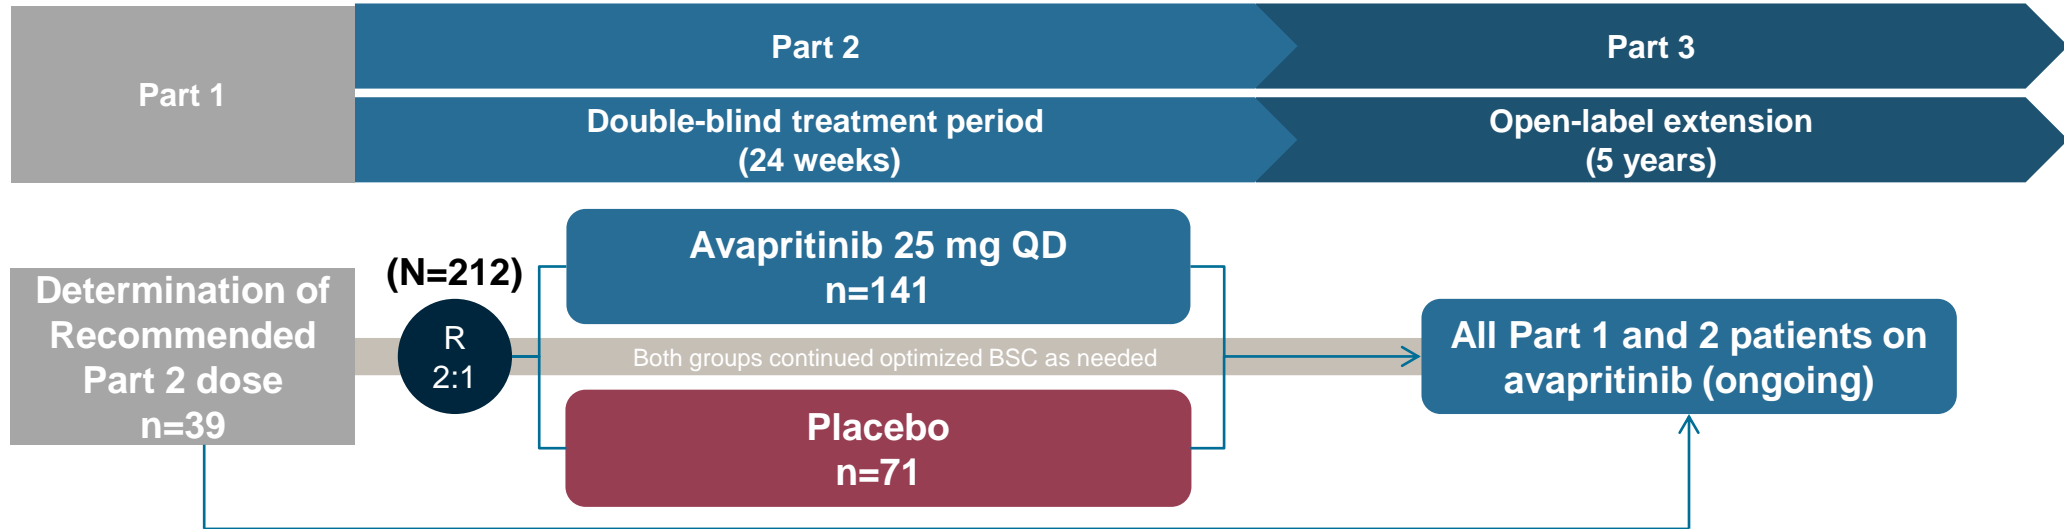 Part 1
Part 2
Part 3
Double-blind treatment period
(24 weeks)
Open-label extension
(5 years)
Determination of
Recommended
Part 2 dose
n=39
(N=212)
R
2:1
Avapritinib 25 mg QD
n=141
Both groups continued optimized BSC as needed
Placebo
n=71
All Part 1 and 2 patients on
avapritinib (ongoing)